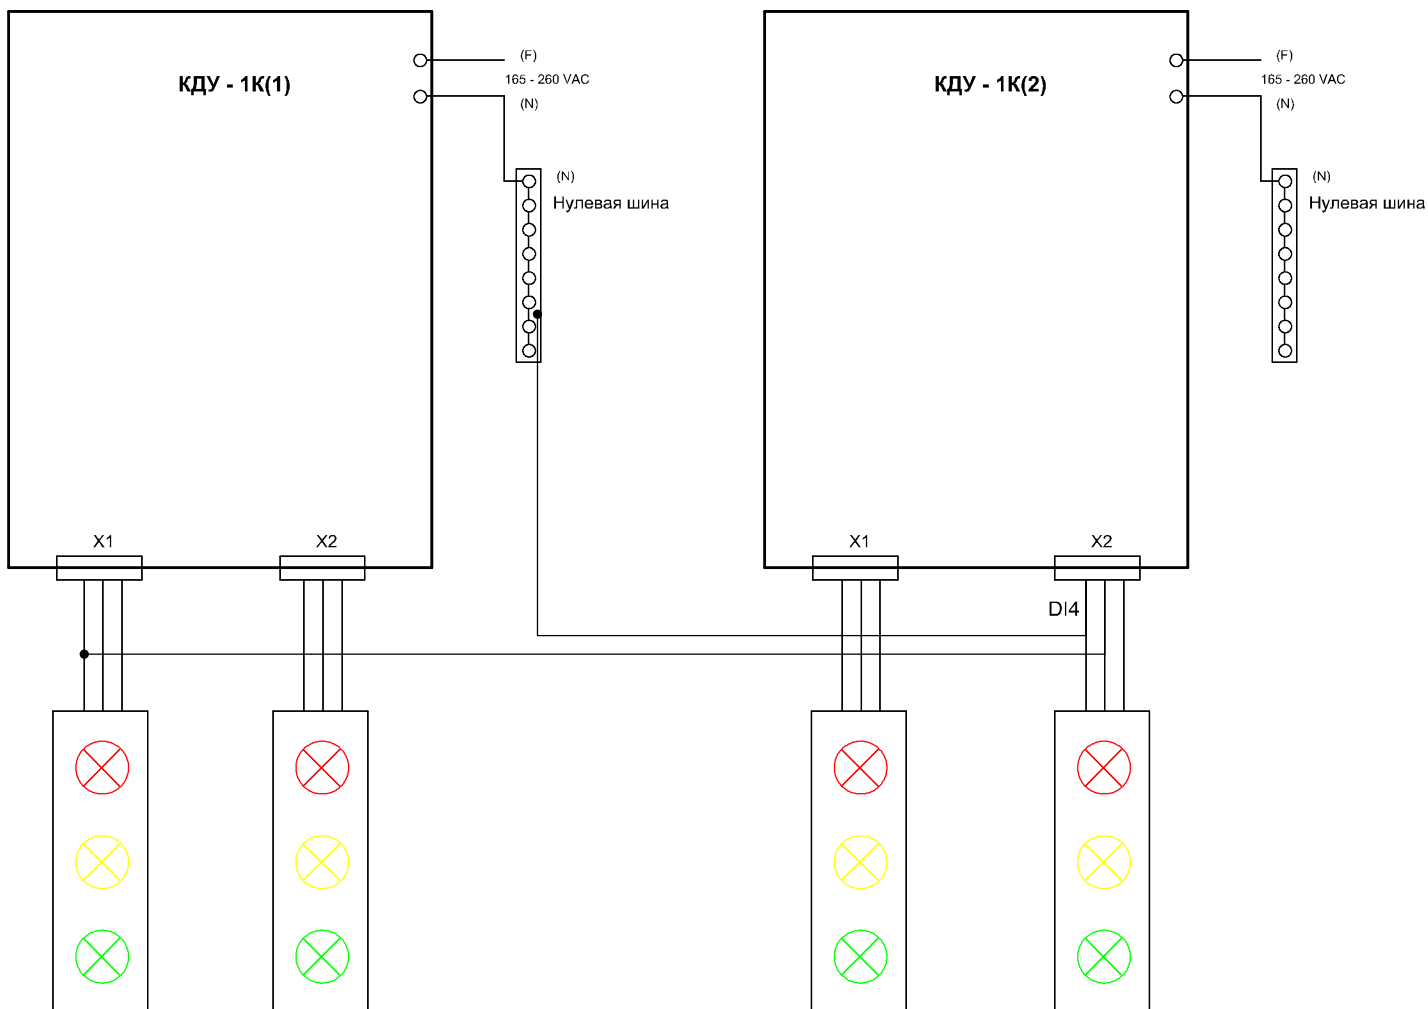 КДУ - 1К(1)
(F)
165 - 260 VAC
(N)
(N)
Нулевая шина
X1
X2
КДУ - 1К(2)
(F)
165 - 260 VAC
(N)
(N)
Нулевая шина
X1
X2
DI4